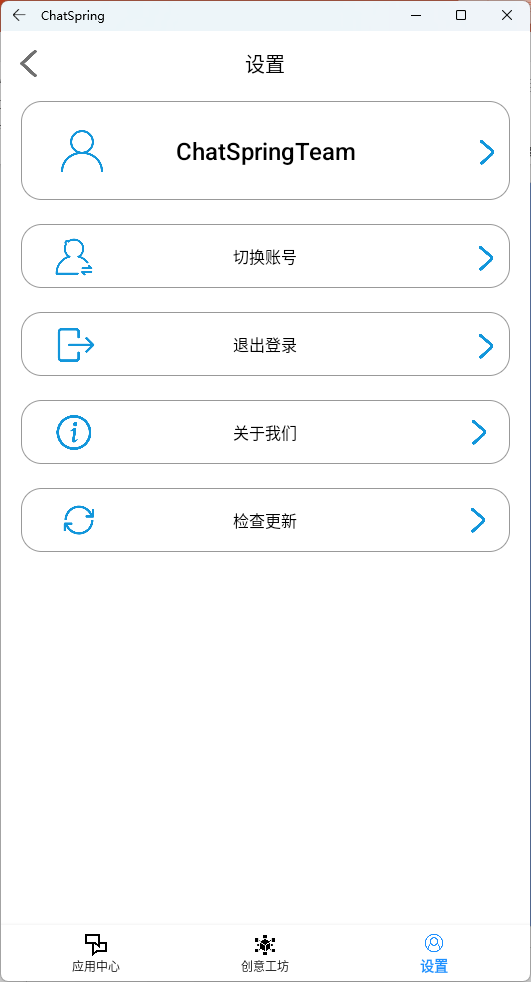 ChatSpring
设置
ChatSpringTeam
切换账号
退出登录
关于我们
检查更新
应用中心
创意工坊
设置